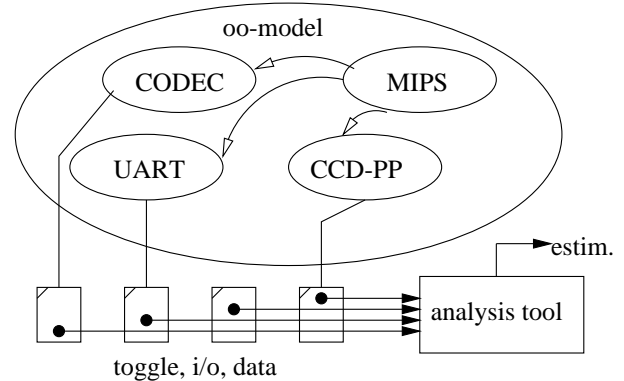 oo-model
CODEC
MIPS
UART
CCD-PP
estim.
analysis tool
toggle, i/o, data